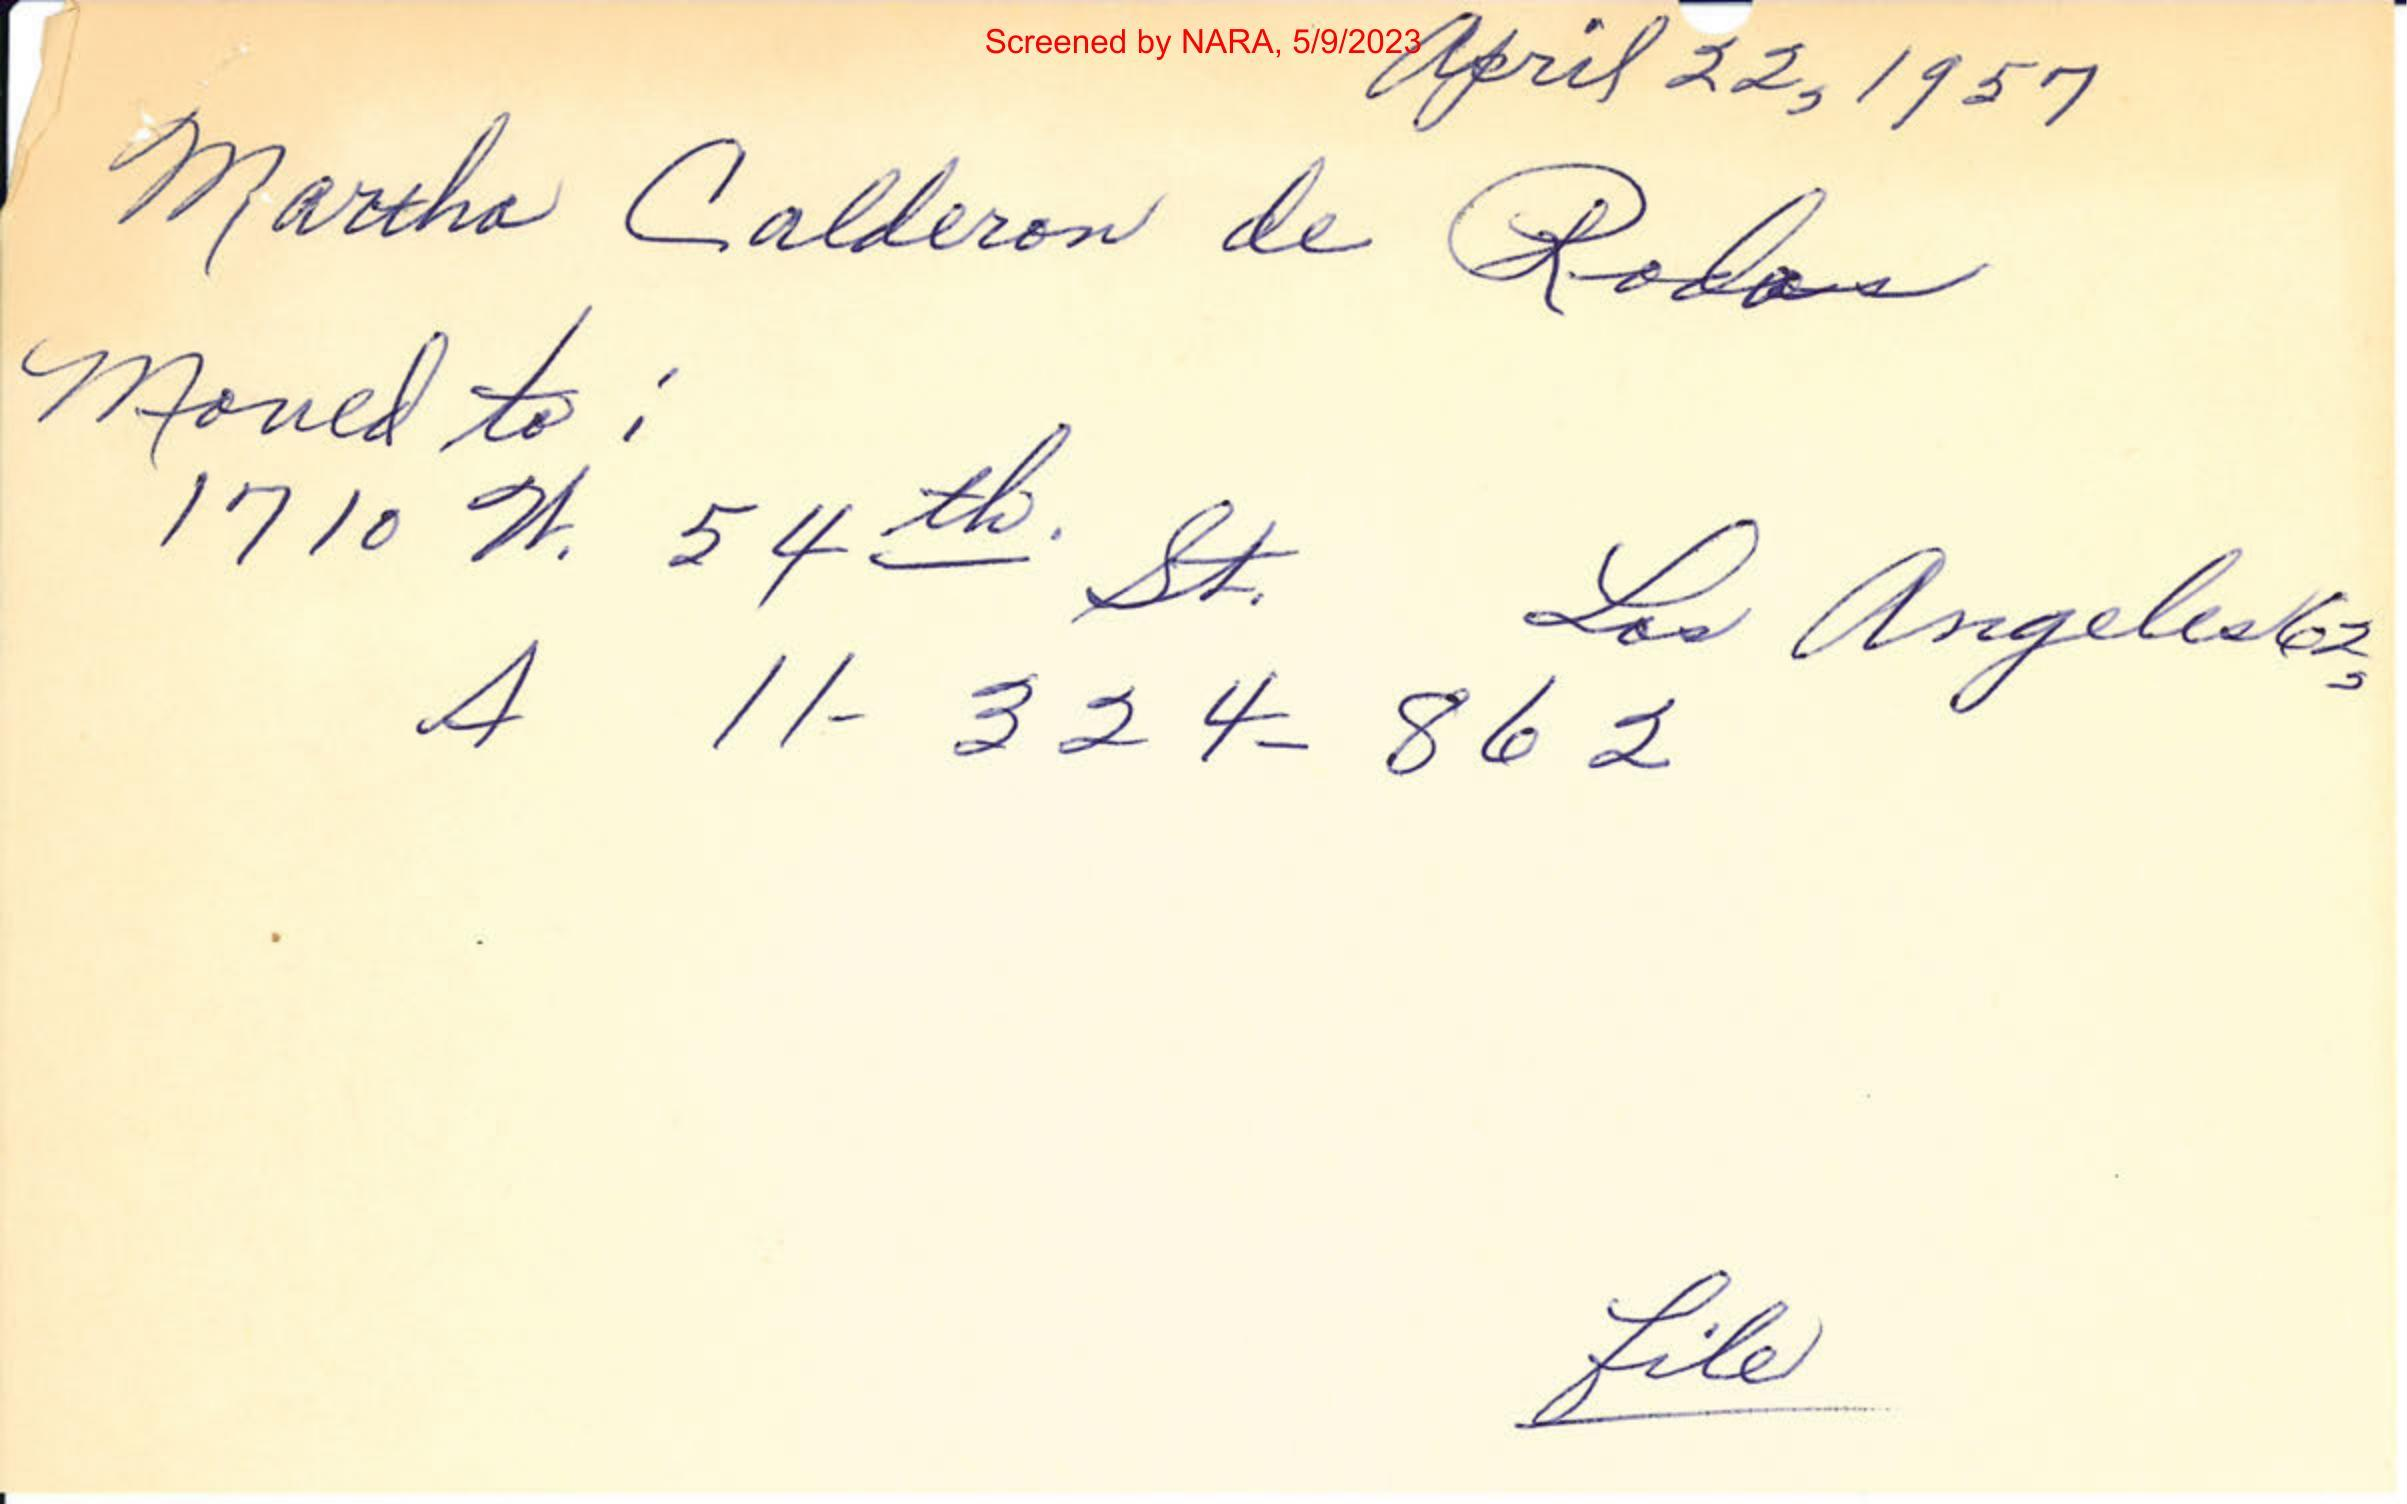 Screened by NARA, 5/9/2023
April 22, 1957
Martha Calderon de Rodas
Moved to :
1710 W. 54th. St. Los Angeles 62,
A 11-324-862
file